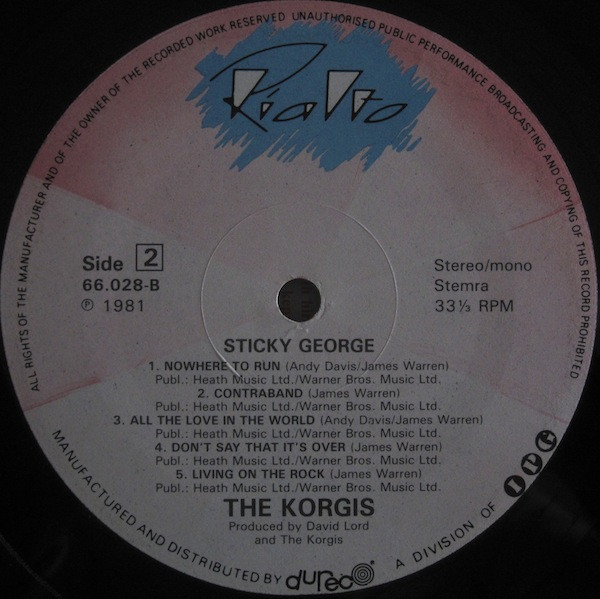 ALL RIGHTS OF THE MANUFACTURER AND OF THE OWNER OF THE RECORDED WORK RESERVED UNAUTHORISED PUBLIC PERFORMANCE BROADCASTING AND COPYING OF THIS RECORD PROHIBITED
Rialto
Side 2
66.028-B
℗ 1981
Stereo/mono
Stemra
33⅓ RPM
STICKY GEORGE
1. NOWHERE TO RUN (Andy Davis/James Warren)
Publ.: Heath Music Ltd./Warner Bros. Music Ltd.
2. CONTRABAND (James Warren)
Publ.: Heath Music Ltd./Warner Bros. Music Ltd.
3. ALL THE LOVE IN THE WORLD (Andy Davis/James Warren)
Publ.: Heath Music Ltd./Warner Bros. Music Ltd.
4. DON'T SAY THAT IT'S OVER (James Warren)
Publ.: Heath Music Ltd./Warner Bros. Music Ltd.
5. LIVING ON THE ROCK (James Warren)
Publ.: Heath Music Ltd./Warner Bros. Music Ltd.
THE KORGIS
Produced by David Lord
and The Korgis
MANUFACTURED AND DISTRIBUTED BY dureco A DIVISION OF